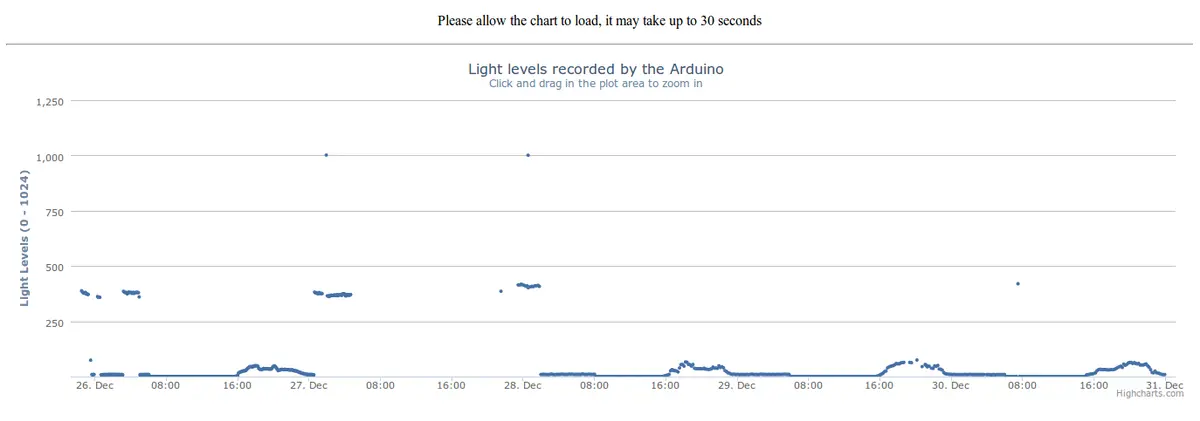 Please allow the chart to load, it may take up to 30 seconds
Light levels recorded by the Arduino
Click and drag in the plot area to zoom in
Light Levels (0 - 1024)
1,250
1,000
750
500
250
26. Dec 08:00 16:00 27. Dec 08:00 16:00 28. Dec 08:00 16:00 29. Dec 08:00 16:00 30. Dec 08:00 16:00 31. Dec
Highcharts.com